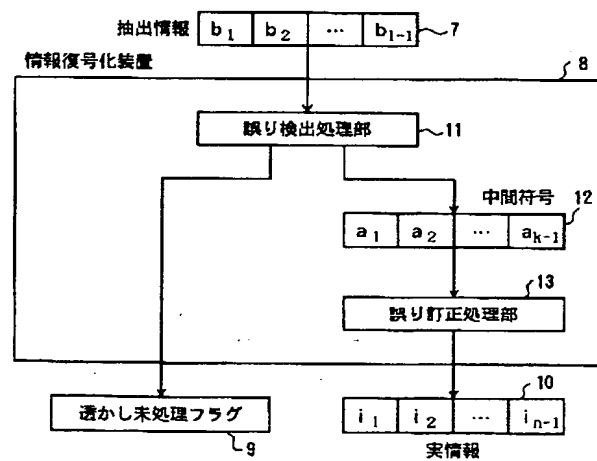 抽出情報 b1 b2 … bl-1 7
情報復号化装置 8
誤り検出処理部 11
中間符号 12
a1 a2 … ak-1
13
誤り訂正処理部
10
透かし未処理フラグ i1 i2 … in-1
9 実情報